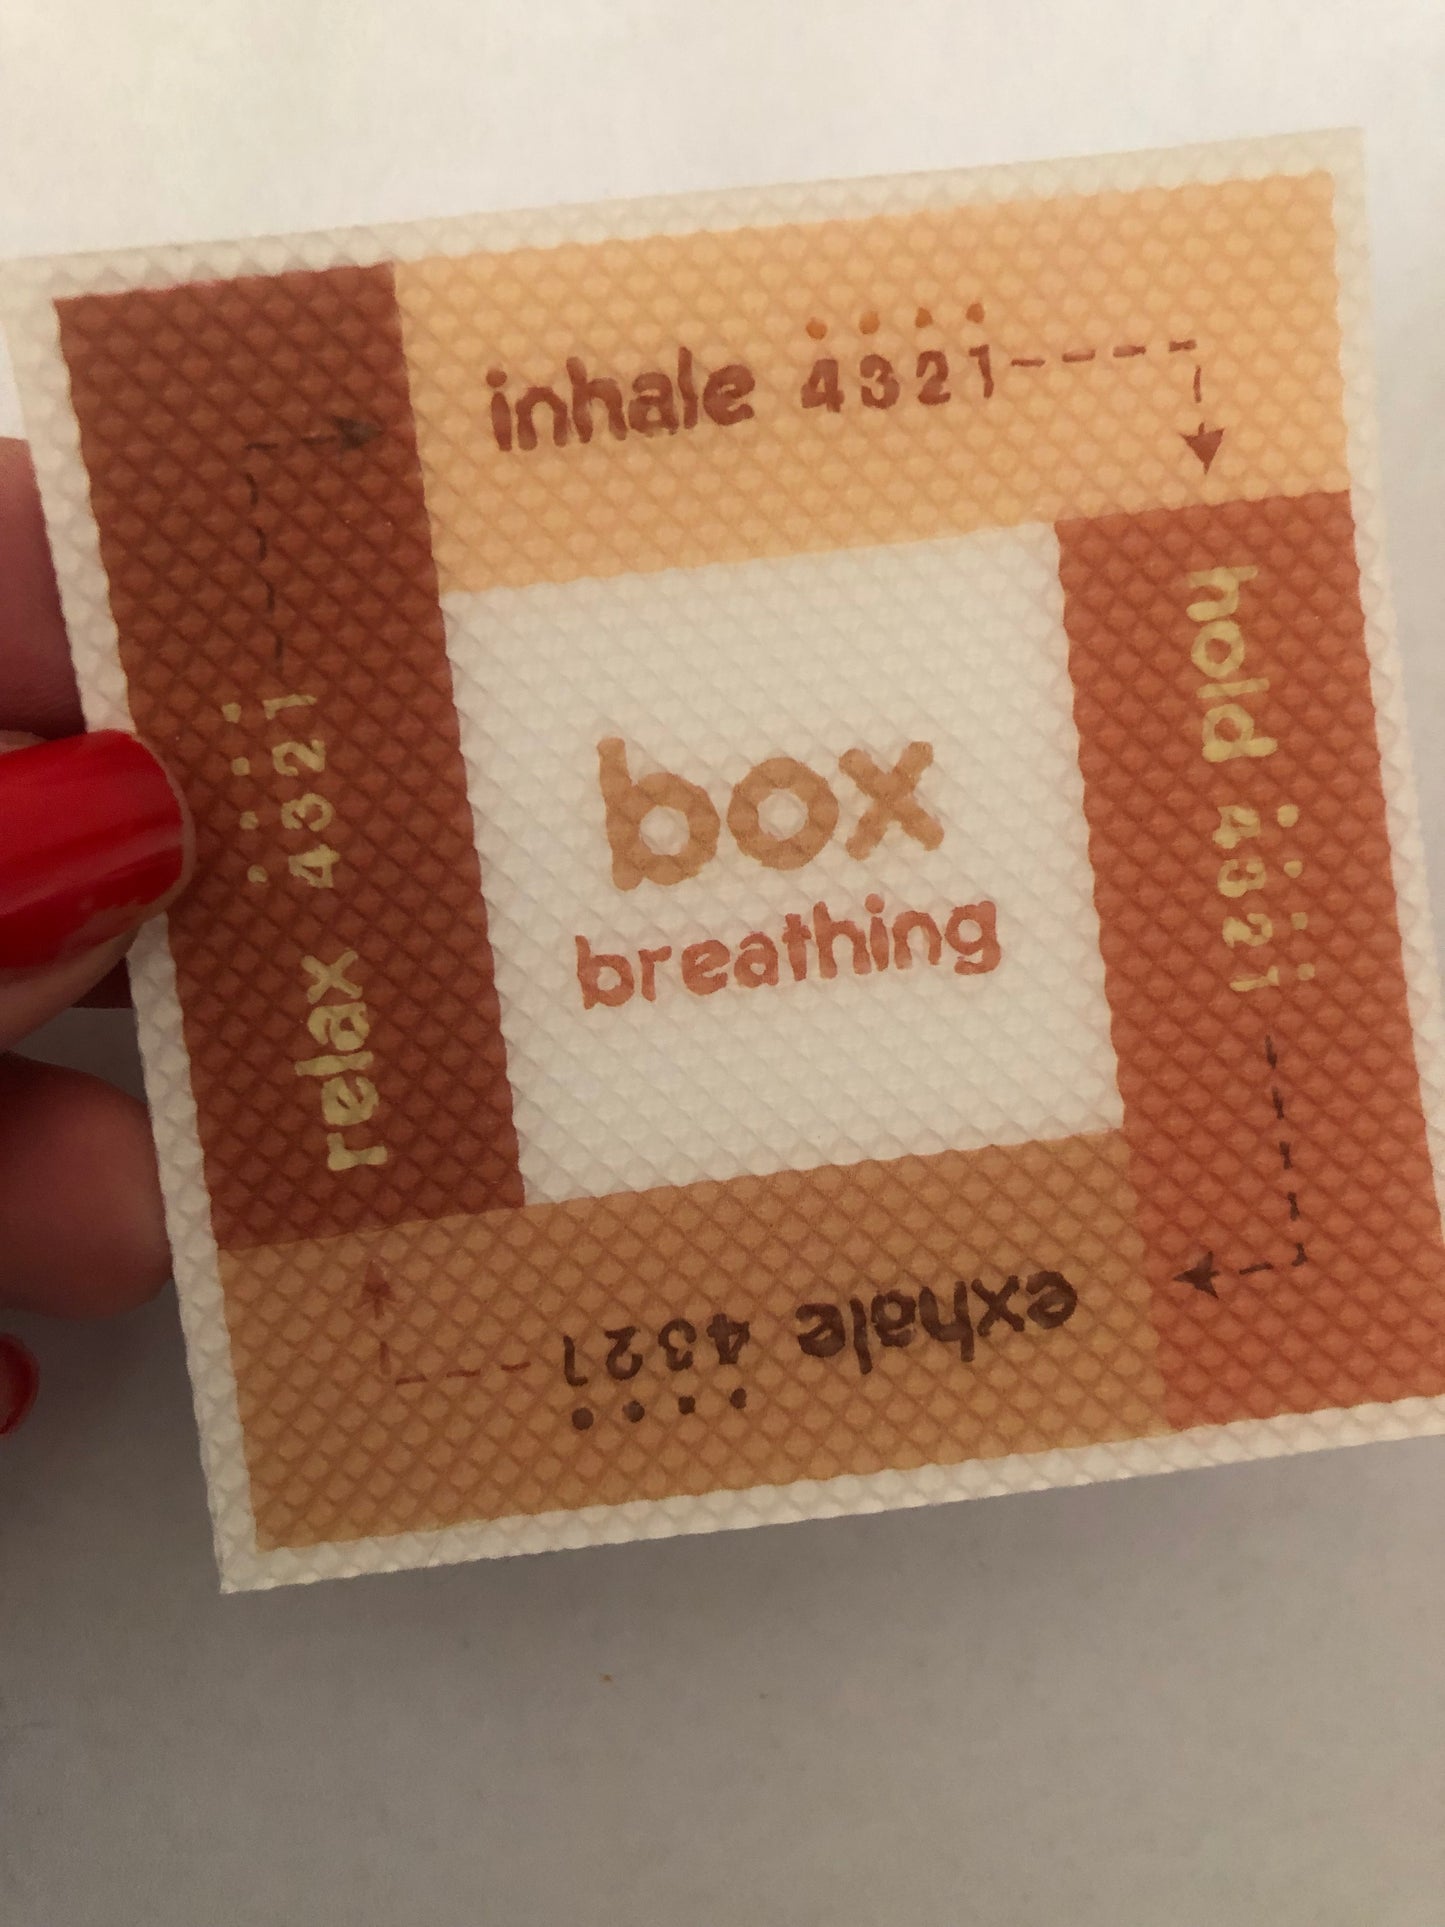 inhale 4321
hold 4321
exhale 4321
relax 4321
box
breathing